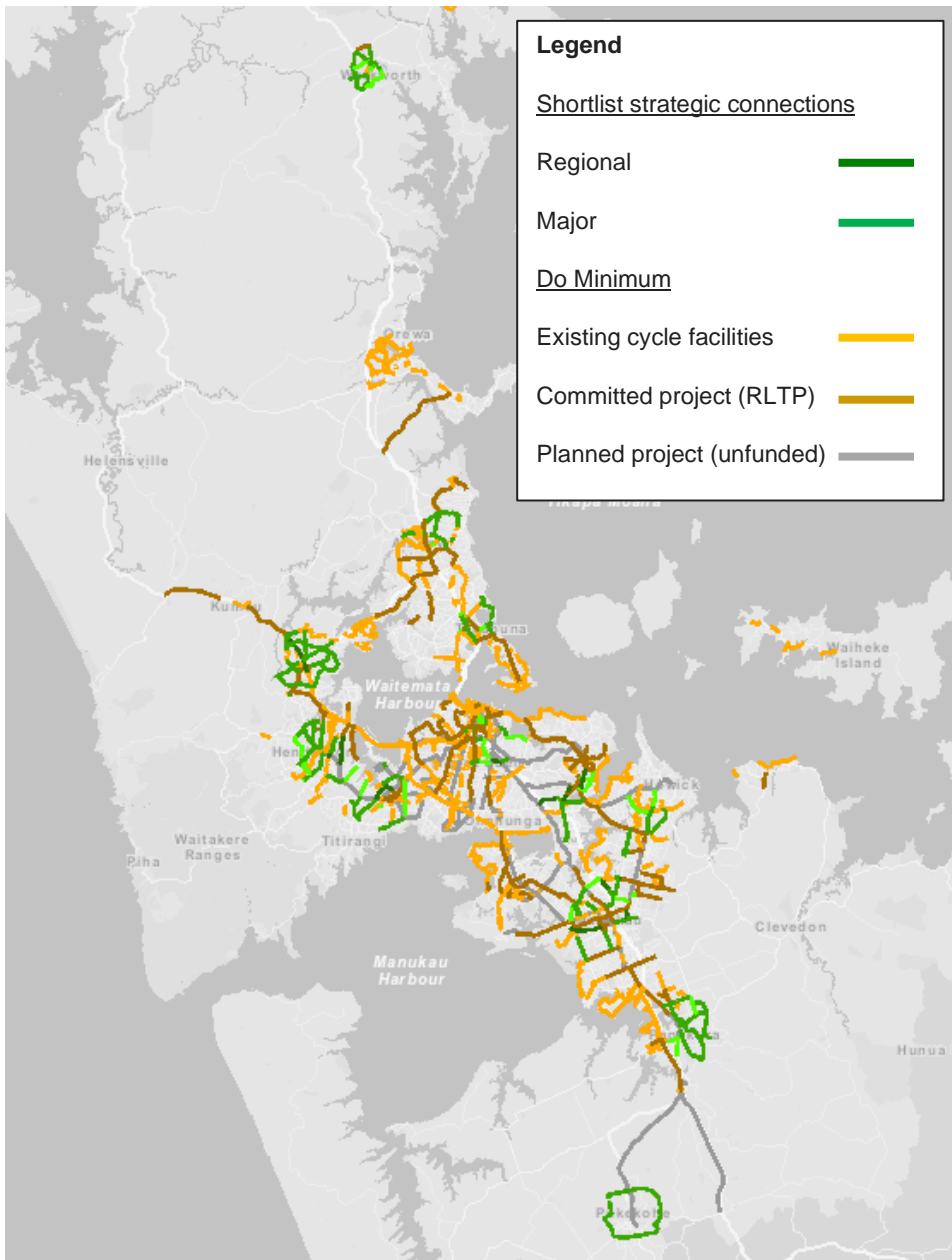 Legend
Shortlist strategic connections
Regional
Major
Do Minimum
Existing cycle facilities
Committed project (RLTP)
Planned project (unfunded)
Orewa
Helensville
Waiheke
Island
Waitemata
Harbour
Titirangi
Waitakere
Ranges
Piha
Clevedon
Manukau
Harbour
Hunua
Pukekohe